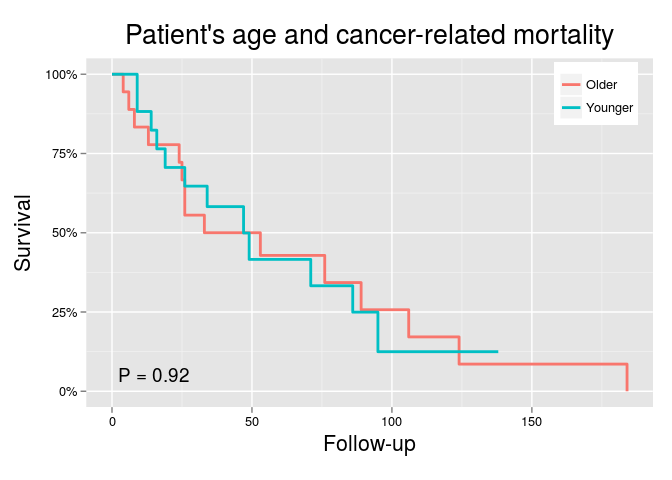 Patient's age and cancer-related mortality
100%
75%
50%
25%
0%
Survival
Older
Younger
P = 0.92
0 50 100 150
Follow-up